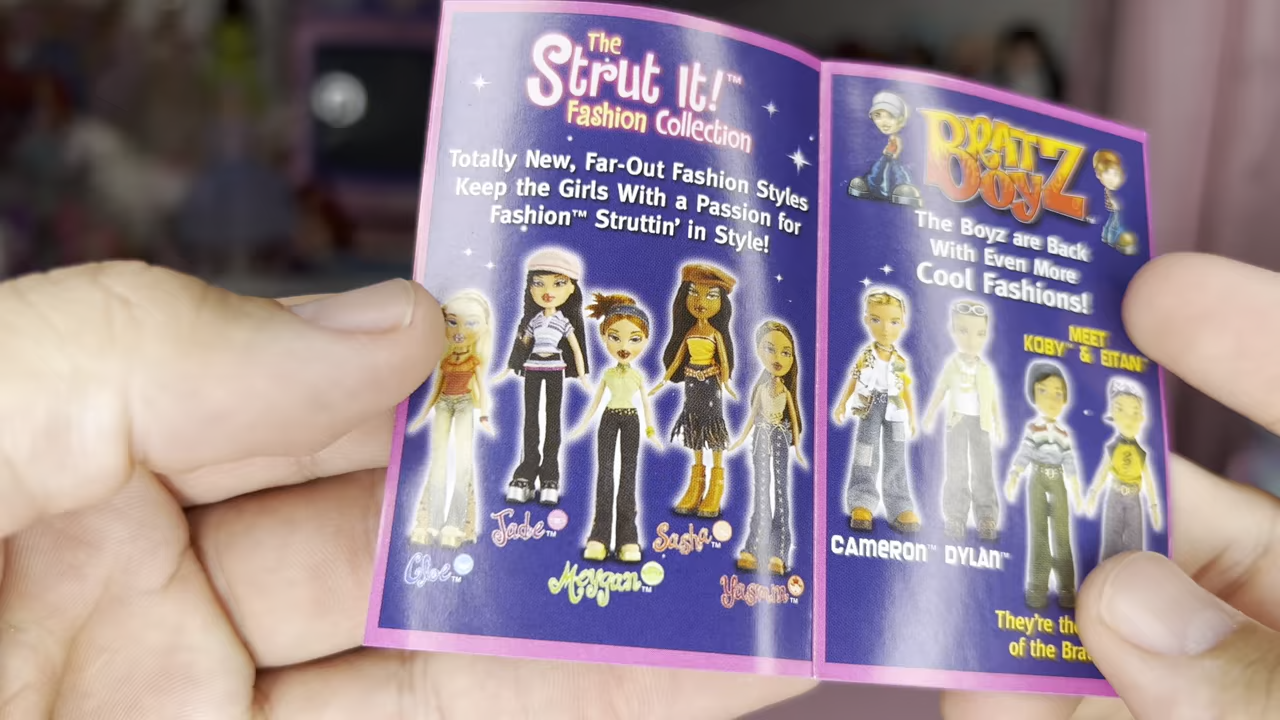 The
Strut It!™
Fashion Collection
Totally New, Far-Out Fashion Styles
Keep the Girls With a Passion for
Fashion™ Struttin' in Style!
Cloe™
Jade™
Meygan™
Sasha™
Yasmin™
BRATZ
Boyz™
The Boyz are Back
With Even More
Cool Fashions!
MEET
KOBY™ & EITAN™
CAMERON™ DYLAN™
They're the
of the